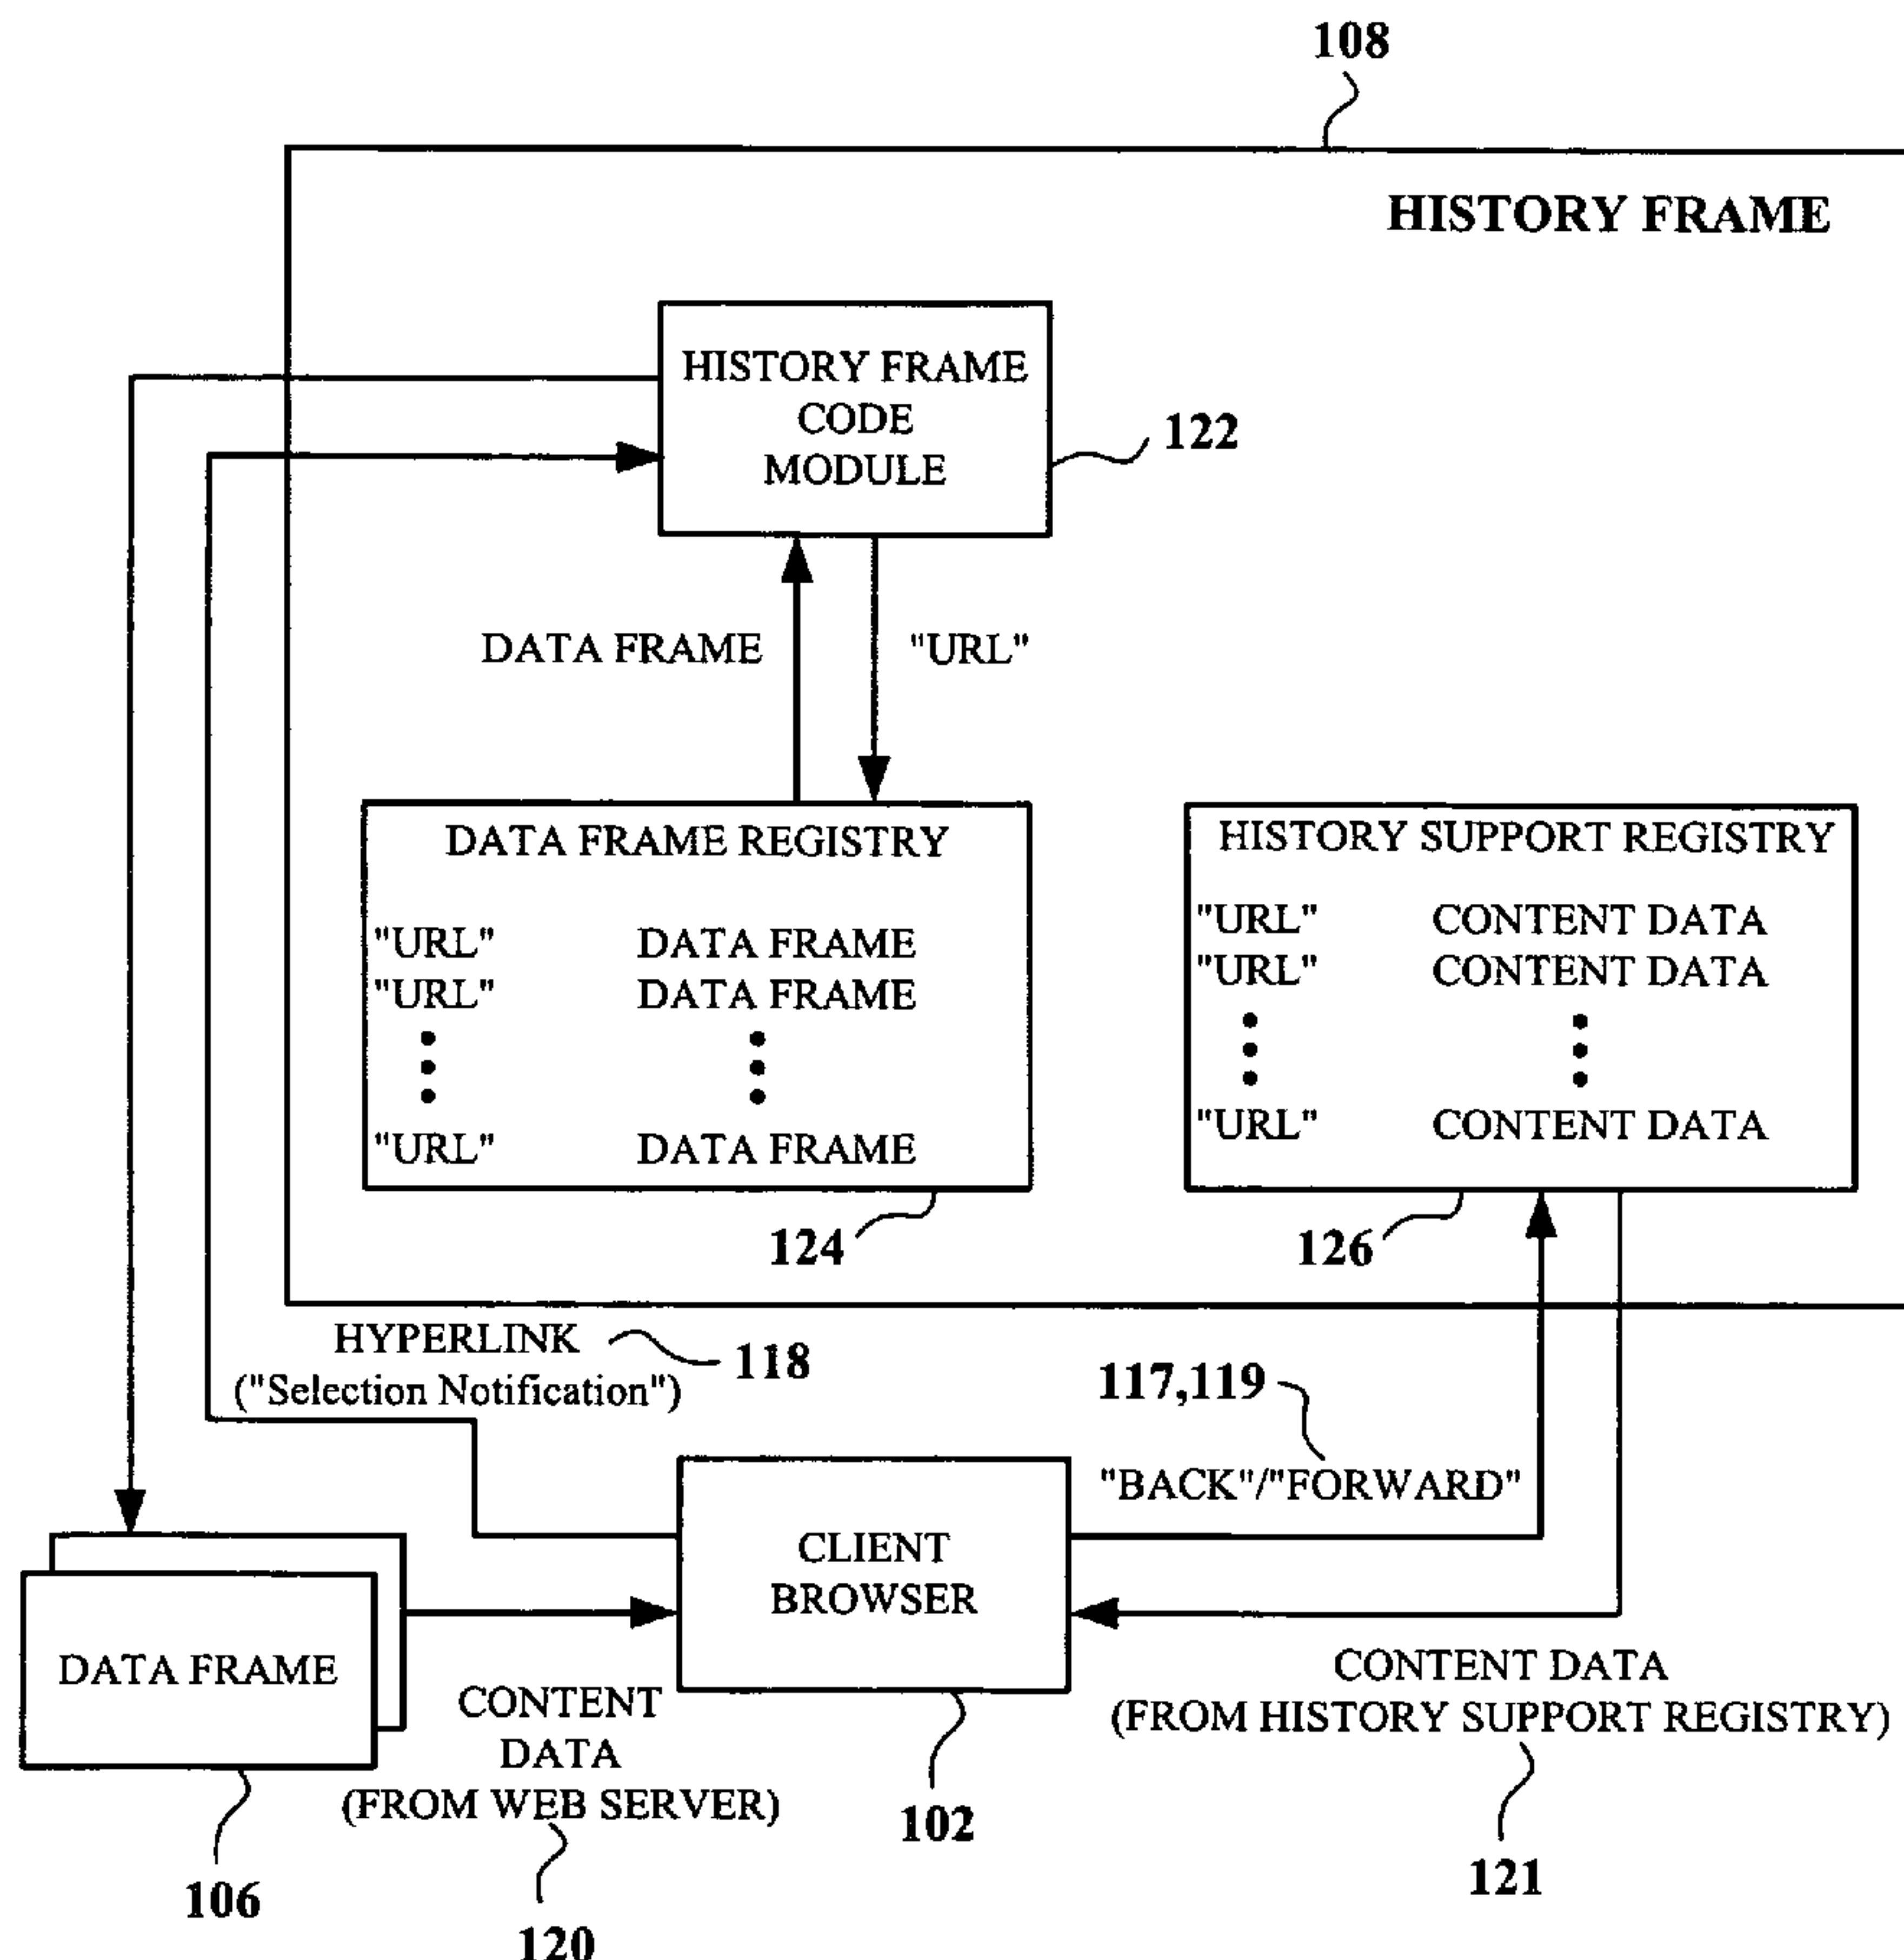 108
HISTORY FRAME
HISTORY FRAME
CODE
MODULE
122
DATA FRAME
"URL"
DATA FRAME REGISTRY
"URL" DATA FRAME
"URL" DATA FRAME
"URL" DATA FRAME
124
HISTORY SUPPORT REGISTRY
"URL" CONTENT DATA
"URL" CONTENT DATA
"URL" CONTENT DATA
126
HYPERLINK
("Selection Notification")
118
117,119
"BACK"/"FORWARD"
CLIENT
BROWSER
102
DATA FRAME
106
CONTENT
DATA
(FROM WEB SERVER)
120
CONTENT DATA
(FROM HISTORY SUPPORT REGISTRY)
121